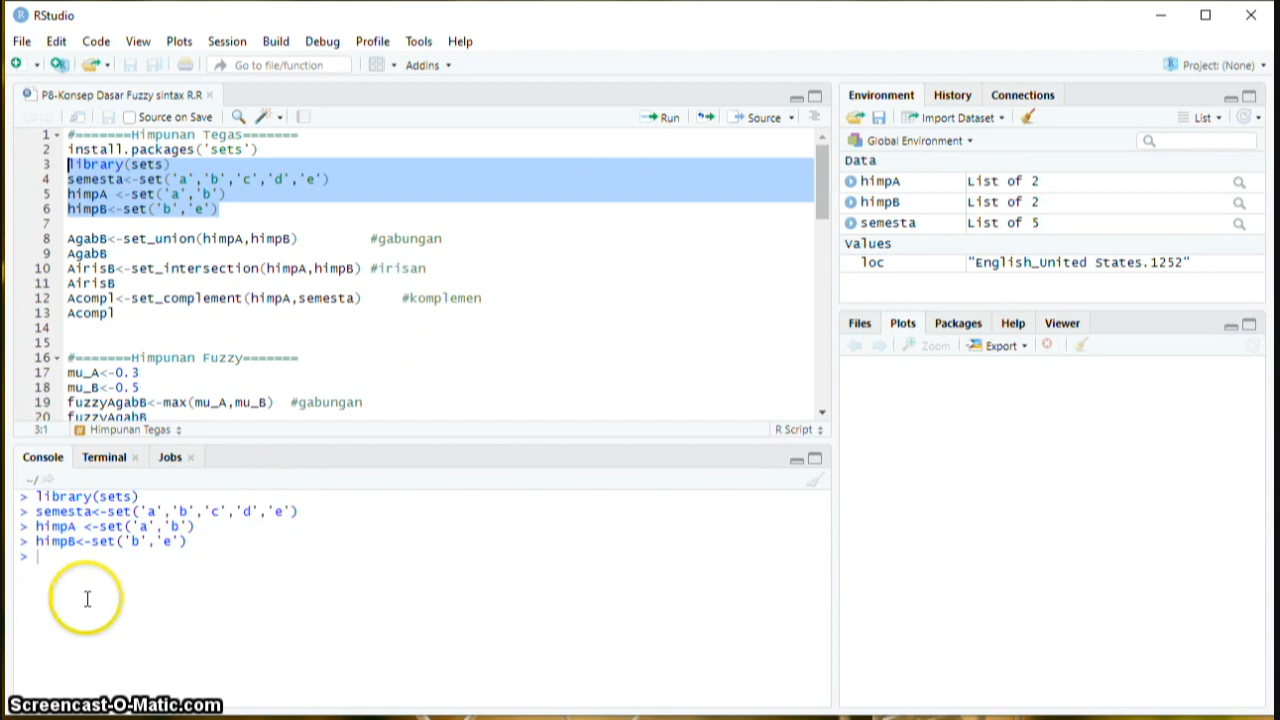 RStudio
File Edit Code View Plots Session Build Debug Profile Tools Help
Go to file/function Addins Project: (None)
P8-Konsep Dasar Fuzzy sintax R.R
Source on Save Run Source
1 #=======Himpunan Tegas=======
2 install.packages('sets')
3 library(sets)
4 semesta<-set('a','b','c','d','e')
5 himpA <-set('a','b')
6 himpB<-set('b','e')
7
8 AgabB<-set_union(himpA,himpB) #gabungan
9 AgabB
10 AirisB<-set_intersection(himpA,himpB) #irisan
11 AirisB
12 Acompl<-set_complement(himpA,semesta) #komplemen
13 Acompl
14
15
16 #=======Himpunan Fuzzy=======
17 mu_A<-0.3
18 mu_B<-0.5
19 fuzzyAgabB<-max(mu_A,mu_B) #gabungan
20 fuzzyAgabB
3:1 # Himpunan Tegas R Script
Console Terminal Jobs
~/
> library(sets)
> semesta<-set('a','b','c','d','e')
> himpA <-set('a','b')
> himpB<-set('b','e')
>
Environment History Connections
Import Dataset List
Global Environment
Data
himpA List of 2
himpB List of 2
semesta List of 5
values
loc "English_United States.1252"
Files Plots Packages Help Viewer
Zoom Export
Screencast-O-Matic.com